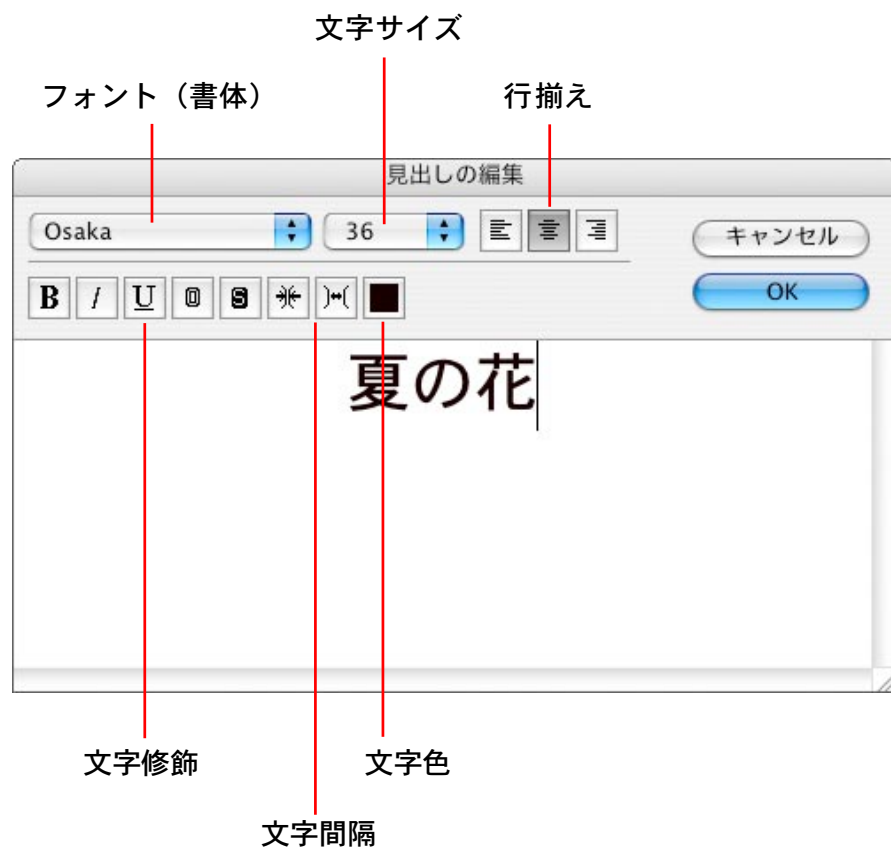 文字サイズ
フォント（書体）
行揃え
見出しの編集
Osaka
36
キャンセル
B I U O S
OK
夏の花
文字修飾
文字色
文字間隔